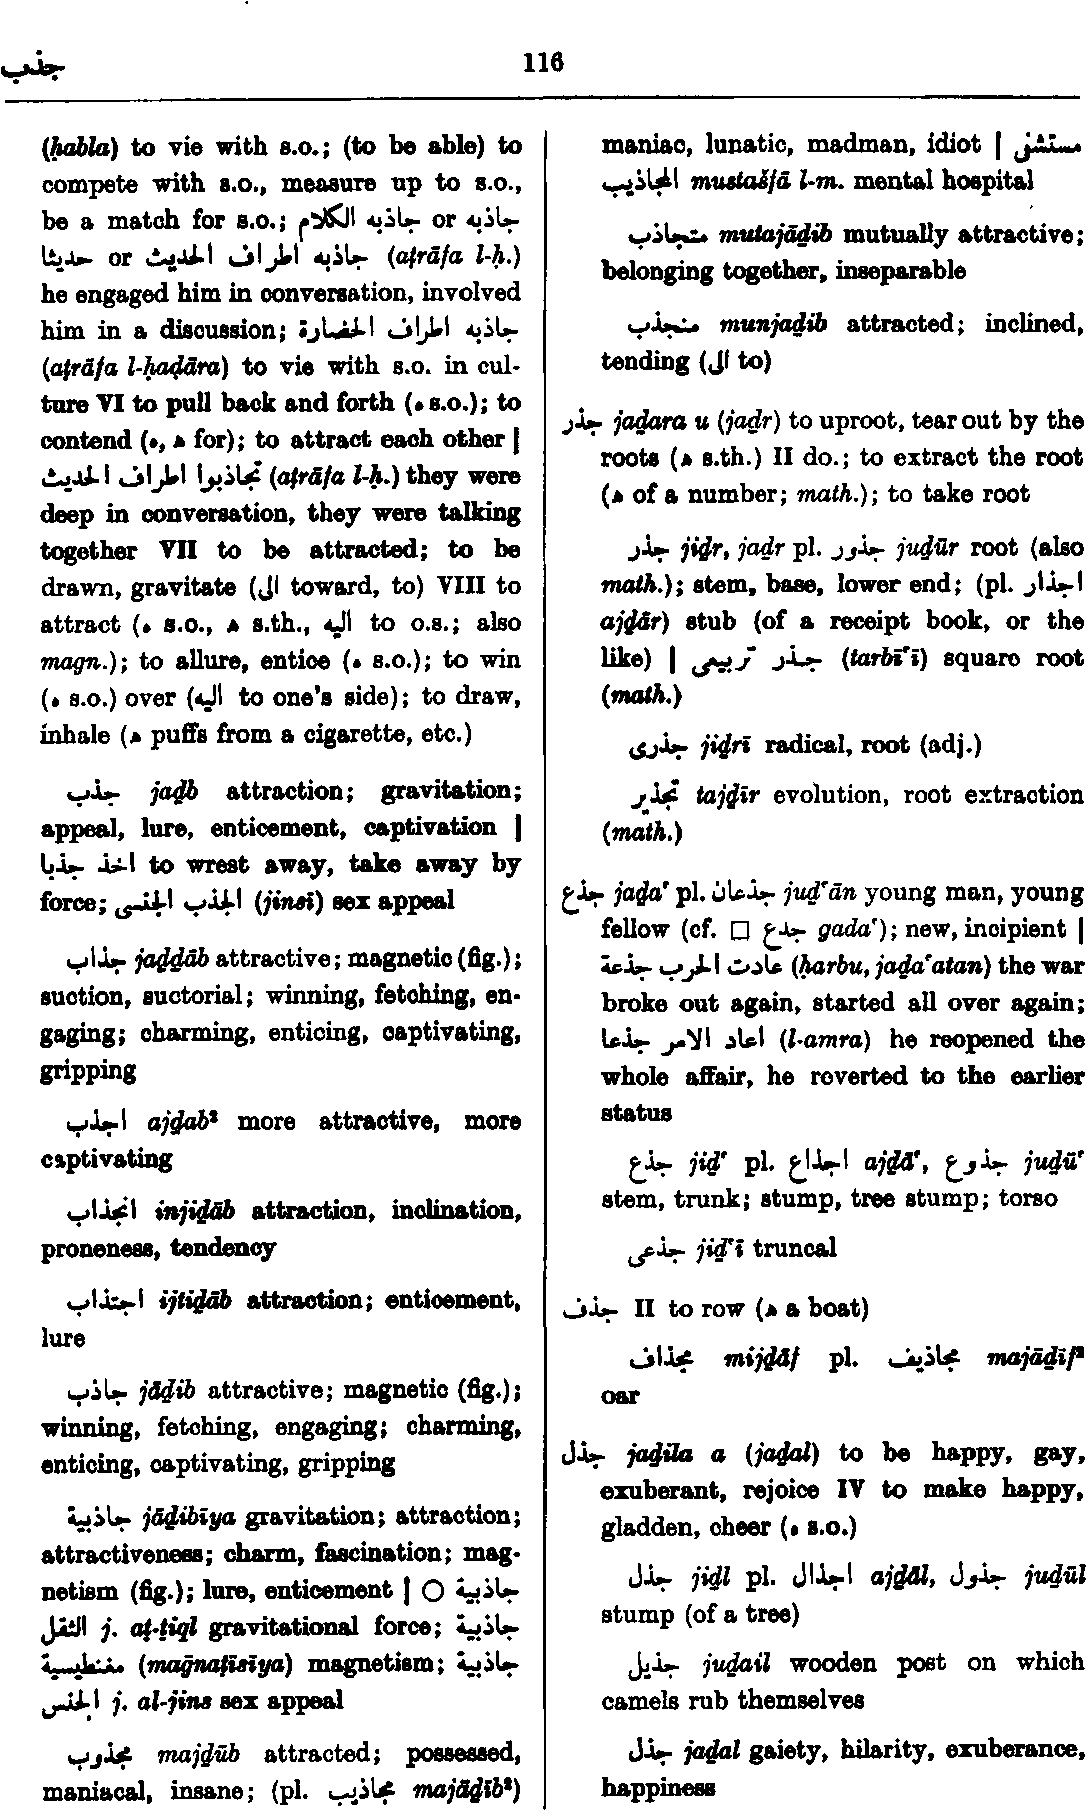 جذب
116
(ḥabla) to vie with s.o.; (to be able) to
compete with s.o., measure up to s.o.,
be a match for s.o.; جاذبه الكلام or جاذبه
حديثا or جاذبه اطراف الحديث (aṭrāfa l-ḥ.)
he engaged him in conversation, involved
him in a discussion; جاذبه اطراف الحضارة
(aṭrāfa l-ḥaḍāra) to vie with s.o. in cul-
ture VI to pull back and forth (ه s.o.); to
contend (ه, ھ for); to attract each other |
تجاذبوا اطراف الحديث (aṭrāfa l-ḥ.) they were
deep in conversation, they were talking
together VII to be attracted; to be
drawn, gravitate (الى toward, to) VIII to
attract (ه s.o., ھ s.th., اليه to o.s.; also
magn.); to allure, entice (ه s.o.); to win
(ه s.o.) over (اليه to one's side); to draw,
inhale (ھ puffs from a cigarette, etc.)
جذب jaḏb attraction; gravitation;
appeal, lure, enticement, captivation |
اخذ جذبا to wrest away, take away by
force; الجذب الجنسى (jinsī) sex appeal
جذاب jaḏḏāb attractive; magnetic (fig.);
suction, suctorial; winning, fetching, en-
gaging; charming, enticing, captivating,
gripping
اجذب ajḏab² more attractive, more
captivating
انجذاب injiḏāb attraction, inclination,
proneness, tendency
اجتذاب ijtiḏāb attraction; enticement,
lure
جاذب jāḏib attractive; magnetic (fig.);
winning, fetching, engaging; charming,
enticing, captivating, gripping
جاذبية jāḏibīya gravitation; attraction;
attractiveness; charm, fascination; mag-
netism (fig.); lure, enticement | ○ جاذبية
الثقل j. aṯ-ṯiql gravitational force; جاذبية
مغنطيسية (maḡnaṭīsīya) magnetism; جاذبية
الجنس j. al-jins sex appeal
مجذوب majḏūb attracted; possessed,
maniacal, insane; (pl. مجاذيب majāḏīb²)
maniac, lunatic, madman, idiot | مستشفى
المجاذيب mustašfā l-m. mental hospital
متجاذب mutajāḏib mutually attractive;
belonging together, inseparable
منجذب munjaḏib attracted; inclined,
tending (الى to)
جذر jaḏara u (jaḏr) to uproot, tear out by the
roots (ھ s.th.) II do.; to extract the root
(ھ of a number; math.); to take root
جذر jiḏr, jaḏr pl. جذور juḏūr root (also
math.); stem, base, lower end; (pl. اجذار
ajḏār) stub (of a receipt book, or the
like) | جذر تربيعى (tarbīʿī) square root
(math.)
جذرى jiḏrī radical, root (adj.)
تجذير tajḏīr evolution, root extraction
(math.)
جذع jaḏaʿ pl. جذعان juḏʿān young man, young
fellow (cf. □ جدع gadaʿ); new, incipient |
عادت الحرب جذعة (ḥarbu, jaḏaʿatan) the war
broke out again, started all over again;
اعاد الامر جذعا (l-amra) he reopened the
whole affair, he reverted to the earlier
status
جذع jiḏʿ pl. اجذاع ajḏāʿ, جذوع juḏūʿ
stem, trunk; stump, tree stump; torso
جذعى jiḏʿī truncal
جذف II to row (ھ a boat)
مجذاف mijḏāf pl. مجاذيف majāḏīf²
oar
جذل jaḏila a (jaḏal) to be happy, gay,
exuberant, rejoice IV to make happy,
gladden, cheer (ه s.o.)
جذل jiḏl pl. اجذال ajḏāl, جذول juḏūl
stump (of a tree)
جذيل juḏail wooden post on which
camels rub themselves
جذل jaḏal gaiety, hilarity, exuberance,
happiness